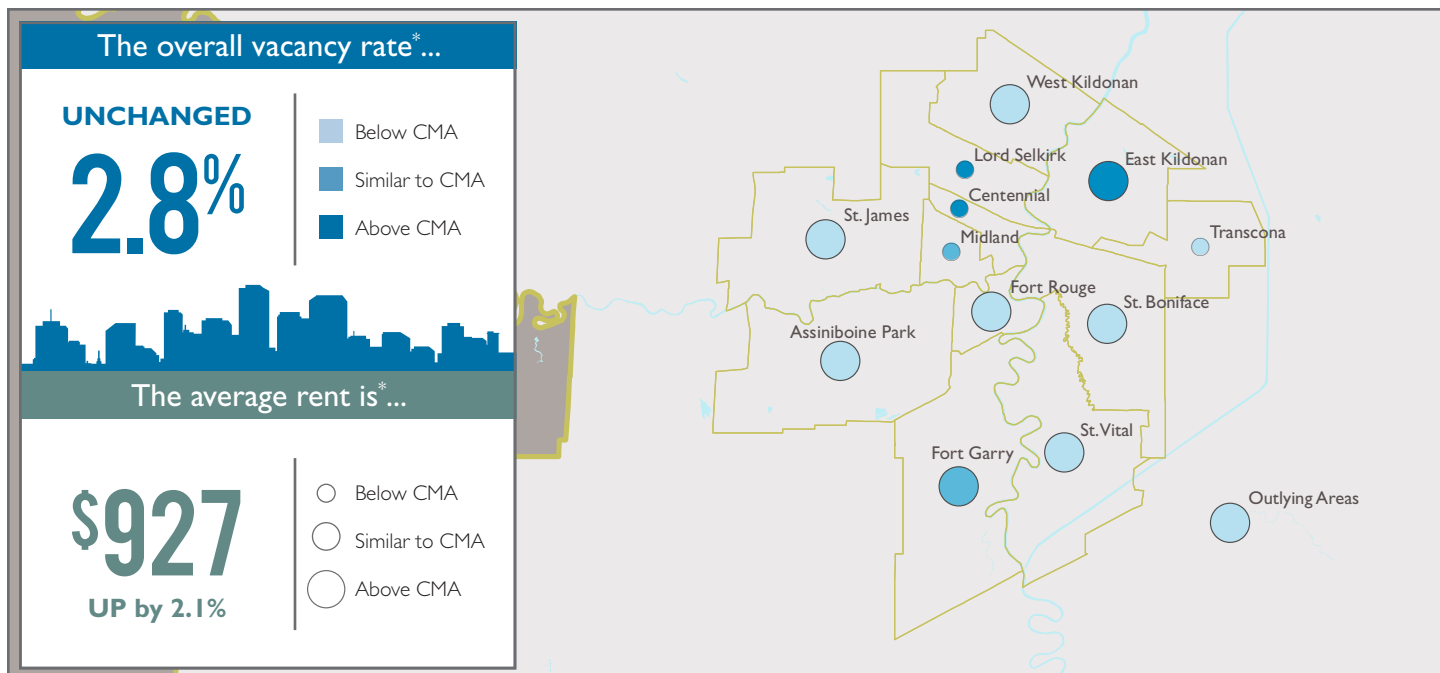 The overall vacancy rate*...
UNCHANGED
2.8%
Below CMA
Similar to CMA
Above CMA
The average rent is*...
$927
UP by 2.1%
Below CMA
Similar to CMA
Above CMA
West Kildonan
Lord Selkirk
East Kildonan
Centennial
St. James
Midland
Transcona
Fort Rouge
St. Boniface
Assiniboine Park
St. Vital
Fort Garry
Outlying Areas